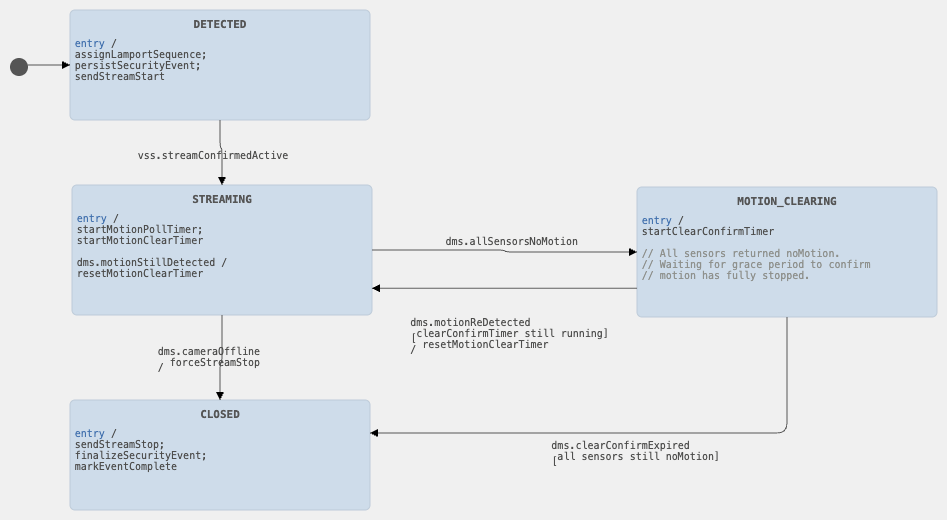 DETECTED
entry /
assignLamportSequence;
persistSecurityEvent;
sendStreamStart
vss.streamConfirmedActive
STREAMING
entry /
startMotionPollTimer;
startMotionClearTimer
dms.motionStillDetected /
resetMotionClearTimer
MOTION_CLEARING
entry /
startClearConfirmTimer
// All sensors returned noMotion.
// Waiting for grace period to confirm
// motion has fully stopped.
dms.allSensorsNoMotion
dms.motionReDetected
[clearConfirmTimer still running]
/ resetMotionClearTimer
dms.cameraOffline
/ forceStreamStop
CLOSED
entry /
sendStreamStop;
finalizeSecurityEvent;
markEventComplete
dms.clearConfirmExpired
[all sensors still noMotion]